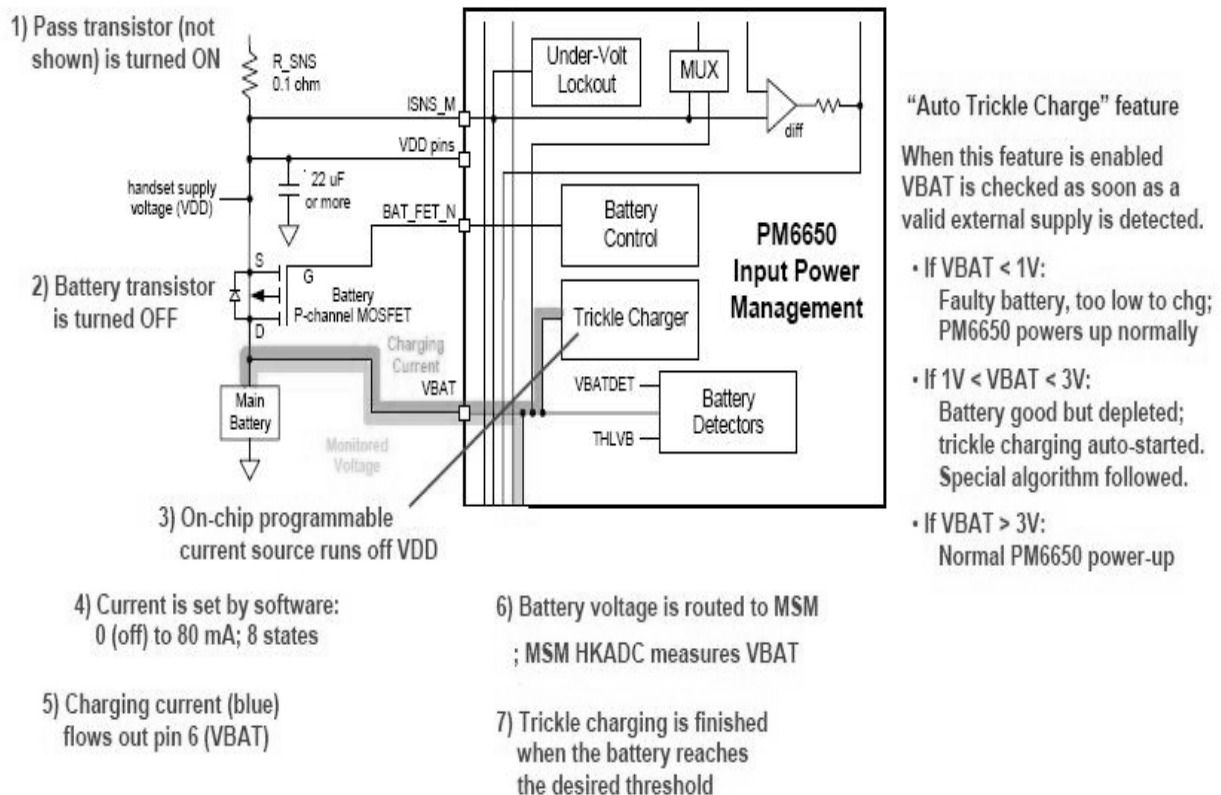 1) Pass transistor (not
shown) is turned ON
R_SNS
0.1 ohm
ISNS_M
VDD pins
22 uF
or more
handset supply
voltage (VDD)
BAT_FET_N
S
G
D
Battery
P-channel MOSFET
2) Battery transistor
is turned OFF
Charging
Current
VBAT
Main
Battery
Monitored
Voltage
Under-Volt
Lockout
MUX
diff
Battery
Control
PM6650
Input Power
Management
Trickle Charger
VBATDET
THLVB
Battery
Detectors
3) On-chip programmable
current source runs off VDD
4) Current is set by software:
0 (off) to 80 mA; 8 states
5) Charging current (blue)
flows out pin 6 (VBAT)
6) Battery voltage is routed to MSM
; MSM HKADC measures VBAT
7) Trickle charging is finished
when the battery reaches
the desired threshold
“Auto Trickle Charge” feature
When this feature is enabled
VBAT is checked as soon as a
valid external supply is detected.
• If VBAT < 1V:
Faulty battery, too low to chg;
PM6650 powers up normally
• If 1V < VBAT < 3V:
Battery good but depleted;
trickle charging auto-started.
Special algorithm followed.
• If VBAT > 3V:
Normal PM6650 power-up